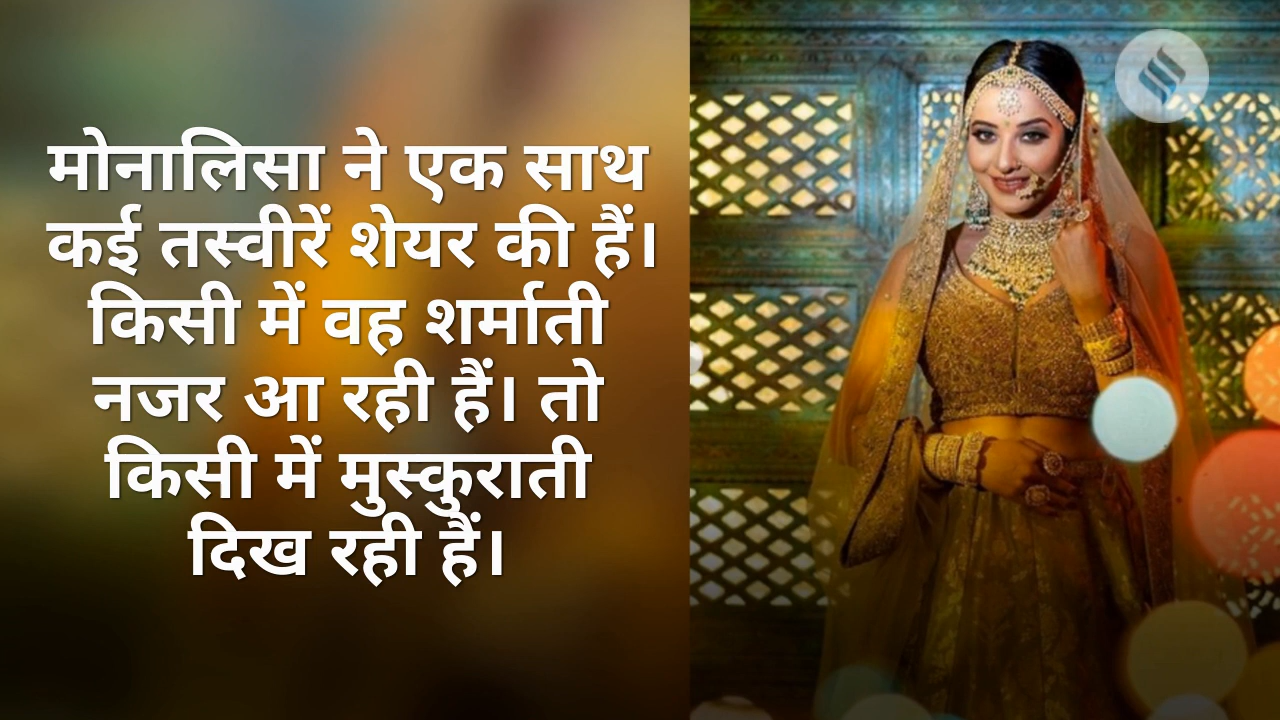 मोनालिसा ने एक साथ
कई तस्वीरें शेयर की हैं।
किसी में वह शर्माती
नजर आ रही हैं। तो
किसी में मुस्कुराती
दिख रही हैं।